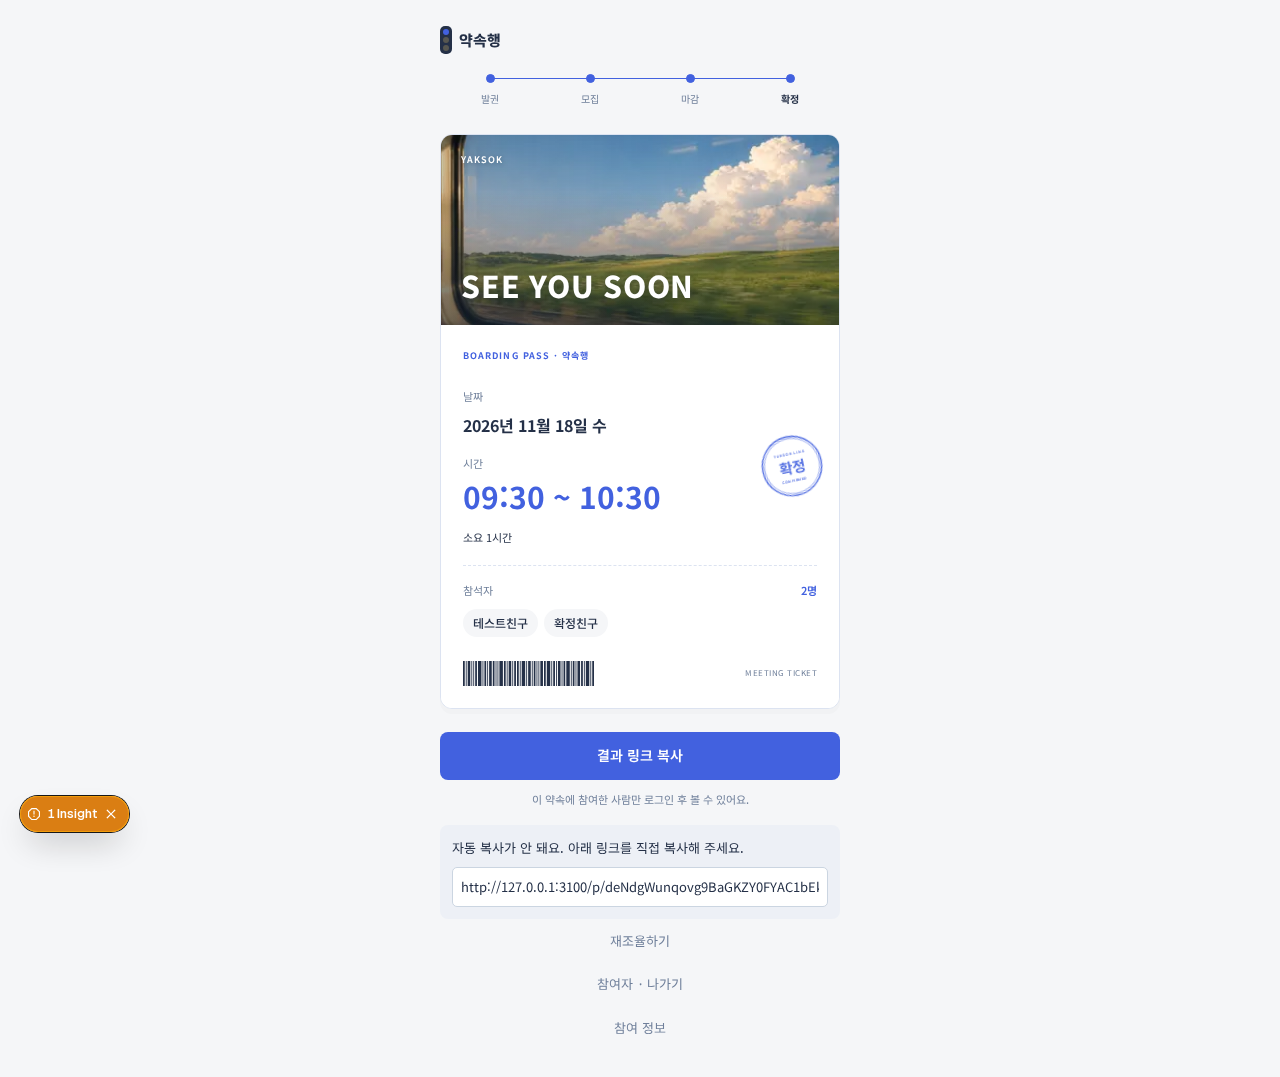 약속행
발권
모집
마감
확정
YAKSOK
SEE YOU SOON
BOARDING PASS · 약속행
날짜
2026년 11월 18일 수
시간
09:30 ~ 10:30
확정
소요 1시간
참석자
2명
테스트친구
확정친구
MEETING TICKET
결과 링크 복사
이 약속에 참여한 사람만 로그인 후 볼 수 있어요.
1 Insight
자동 복사가 안 돼요. 아래 링크를 직접 복사해 주세요.
http://127.0.0.1:3100/p/deNdgWunqovg9BaGKZY0FYAC1bEl
재조율하기
참여자 · 나가기
참여 정보